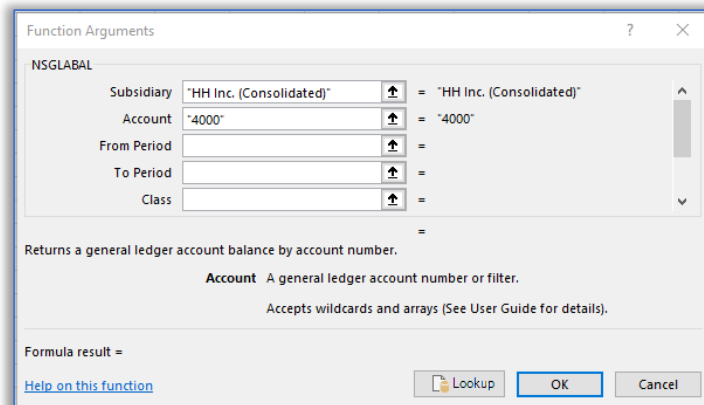 Function Arguments ? ×
NSGLABAL
Subsidiary "HH Inc. (Consolidated)" = "HH Inc. (Consolidated)"
Account "4000" = "4000"
From Period =
To Period =
Class =
=
Returns a general ledger account balance by account number.
Account A general ledger account number or filter.
Accepts wildcards and arrays (See User Guide for details).
Formula result =
Help on this function Lookup OK Cancel